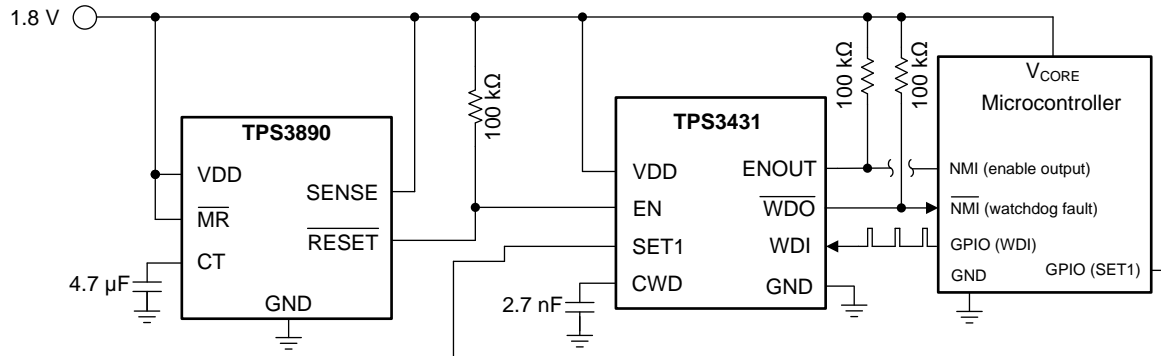 1.8 V
TPS3890
VDD
MR
CT
SENSE
RESET
GND
4.7 µF
100 kΩ
TPS3431
VDD
EN
SET1
CWD
ENOUT
WDO
WDI
GND
2.7 nF
100 kΩ
100 kΩ
VCORE
Microcontroller
NMI (enable output)
NMI (watchdog fault)
GPIO (WDI)
GND
GPIO (SET1)